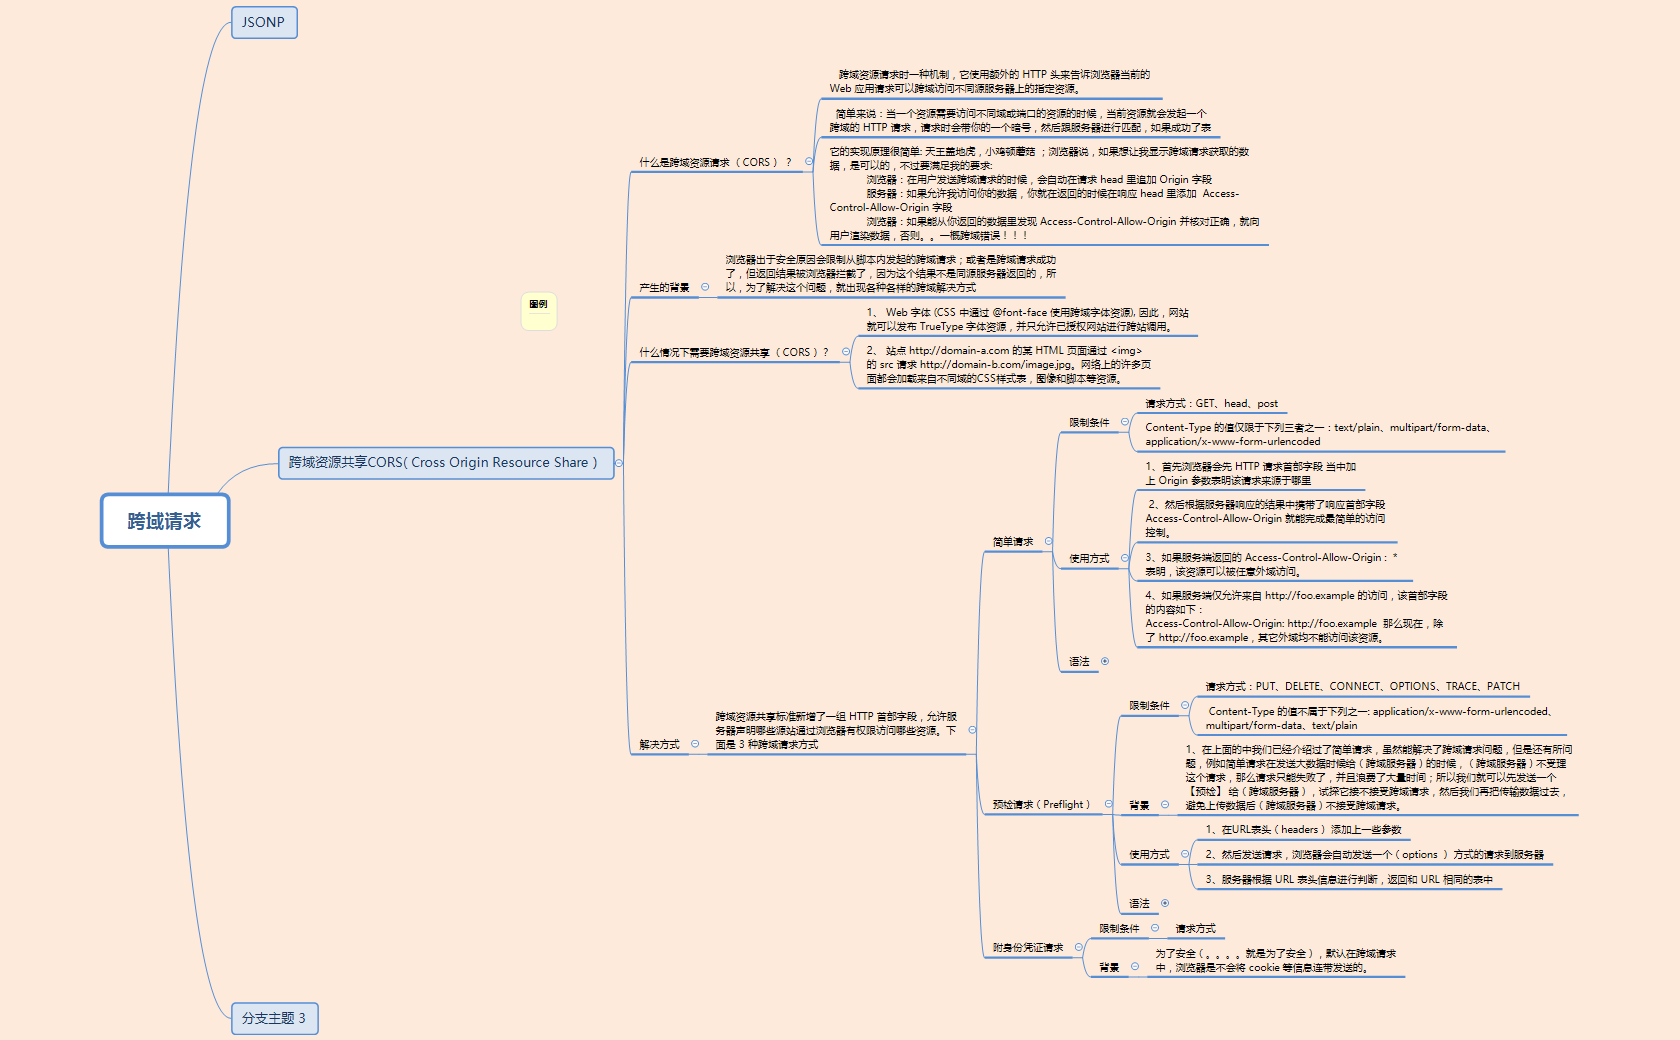 JSONP
跨域资源请求时一种机制，它使用额外的 HTTP 头来告诉浏览器当前的
Web 应用请求可以跨域访问不同源服务器上的指定资源。
简单来说：当一个资源需要访问不同域或端口的资源的时候，当前资源就会发起一个
跨域的 HTTP 请求，请求时会带你的一个暗号，然后跟服务器进行匹配，如果成功了表
什么是跨域资源请求 （ CORS ） ？
它的实现原理很简单: 天王盖地虎，小鸡顿蘑菇 ；浏览器说，如果想让我显示跨域请求获取的数
据，是可以的，不过要满足我的要求:
浏览器：在用户发送跨域请求的时候，会自动在请求 head 里追加 Origin 字段
服务器：如果允许我访问你的数据，你就在返回的时候在响应 head 里添加 Access-
Control-Allow-Origin 字段
浏览器：如果能从你返回的数据里发现 Access-Control-Allow-Origin 并核对正确，就向
用户渲染数据，否则。。一概跨域错误！！！
产生的背景
浏览器出于安全原因会限制从脚本内发起的跨域请求；或者是跨域请求成功
了，但返回结果被浏览器拦截了，因为这个结果不是同源服务器返回的，所
以，为了解决这个问题，就出现各种各样的跨域解决方式
图例
什么情况下需要跨域资源共享 （ CORS ）？
1、 Web 字体 (CSS 中通过 @font-face 使用跨域字体资源), 因此，网站
就可以发布 TrueType 字体资源，并只允许已授权网站进行跨站调用。
2、 站点 http://domain-a.com 的某 HTML 页面通过 <img>
的 src 请求 http://domain-b.com/image.jpg。网络上的许多页
面都会加载来自不同域的CSS样式表，图像和脚本等资源。
跨域资源共享CORS( Cross Origin Resource Share )
跨域请求
解决方式
跨域资源共享标准新增了一组 HTTP 首部字段，允许服
务器声明哪些源站通过浏览器有权限访问哪些资源。下
面是 3 种跨域请求方式
简单请求
限制条件
请求方式：GET、head、post
Content-Type 的值仅限于下列三者之一：text/plain、multipart/form-data、
application/x-www-form-urlencoded
使用方式
1、首先浏览器会先 HTTP 请求首部字段 当中加
上 Origin 参数表明该请求来源于哪里
2、然后根据服务器响应的结果中携带了响应首部字段
Access-Control-Allow-Origin 就能完成最简单的访问
控制。
3、如果服务端返回的 Access-Control-Allow-Origin： *
表明，该资源可以被任意外域访问。
4、如果服务端仅允许来自 http://foo.example 的访问，该首部字段
的内容如下：
Access-Control-Allow-Origin: http://foo.example 那么现在，除
了 http://foo.example，其它外域均不能访问该资源。
语法
预检请求（ Preflight ）
限制条件
请求方式：PUT、DELETE、CONNECT、OPTIONS、TRACE、PATCH
Content-Type 的值不属于下列之一: application/x-www-form-urlencoded、
multipart/form-data、text/plain
背景
1、在上面的中我们已经介绍过了简单请求，虽然能解决了跨域请求问题，但是还有所问
题，例如简单请求在发送大数据时候给（ 跨域服务器 ）的时候，（ 跨域服务器 ）不受理
这个请求，那么请求只能失败了，并且浪费了大量时间；所以我们就可以先发送一个
【预检】 给（ 跨域服务器 ），试探它接不接受跨域请求，然后我们再把传输数据过去，
避免上传数据后（ 跨域服务器 ）不接受跨域请求。
使用方式
1、在URL表头（ headers ） 添加上一些参数
2、然后发送请求，浏览器会自动发送一个（ options ） 方式的请求到服务器
3、服务器根据 URL 表头信息进行判断，返回和 URL 相同的表中
语法
附身份凭证请求
限制条件
请求方式
背景
为了安全（ 。。。。就是为了安全 ），默认在跨域请求
中，浏览器是不会将 cookie 等信息连带发送的。
分支主题 3